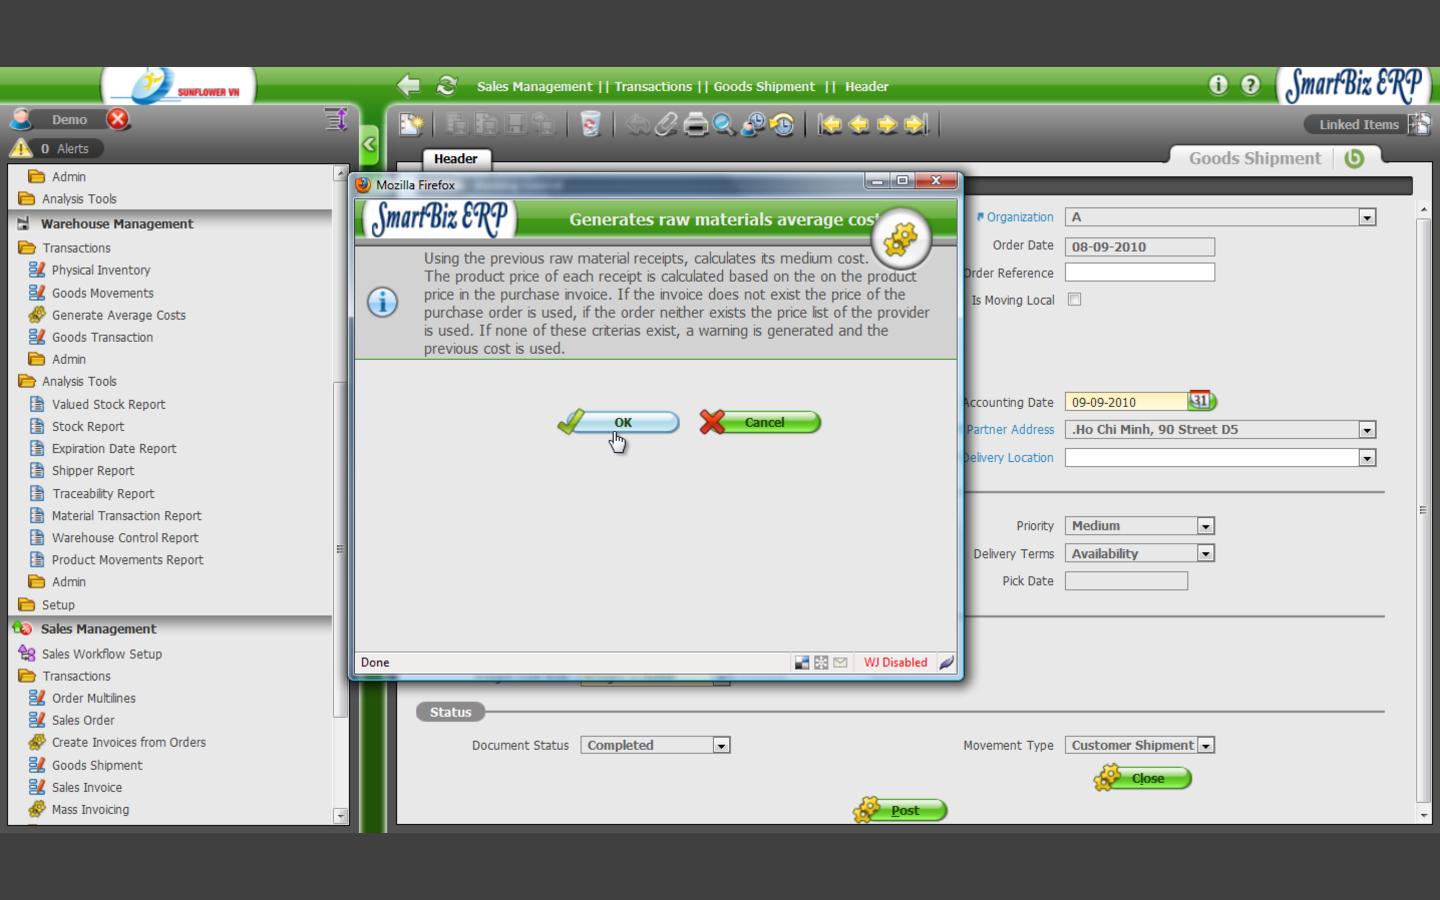 SUNFLOWER VN
Sales Management || Transactions || Goods Shipment || Header
SmartBiz ERP
Demo
0 Alerts
Linked Items
Header
Goods Shipment
Admin
Analysis Tools
Warehouse Management
Transactions
Physical Inventory
Goods Movements
Generate Average Costs
Goods Transaction
Admin
Analysis Tools
Valued Stock Report
Stock Report
Expiration Date Report
Shipper Report
Traceability Report
Material Transaction Report
Warehouse Control Report
Product Movements Report
Admin
Setup
Sales Management
Sales Workflow Setup
Transactions
Order Multilines
Sales Order
Create Invoices from Orders
Goods Shipment
Sales Invoice
Mass Invoicing
Mozilla Firefox
SmartBiz ERP
Generates raw materials average cost
Using the previous raw material receipts, calculates its medium cost.
The product price of each receipt is calculated based on the on the product
price in the purchase invoice. If the invoice does not exist the price of the
purchase order is used, if the order neither exists the price list of the provider
is used. If none of these criterias exist, a warning is generated and the
previous cost is used.
OK
Cancel
Done
WJ Disabled
Organization A
Order Date 08-09-2010
Order Reference
Is Moving Local
Accounting Date 09-09-2010 31
Partner Address .Ho Chi Minh, 90 Street D5
Delivery Location
Priority Medium
Delivery Terms Availability
Pick Date
Status
Document Status Completed
Movement Type Customer Shipment
Close
Post